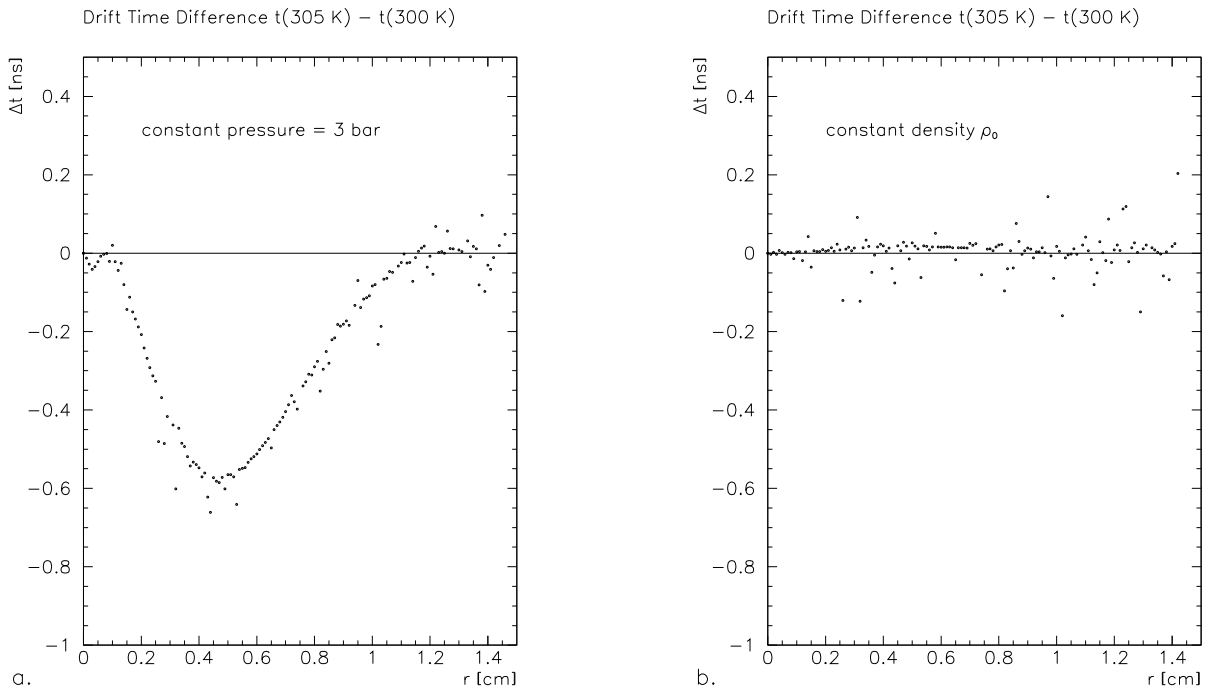 Drift Time Difference t(305 K) − t(300 K)
Δt [ns]
constant pressure = 3 bar
0.4
0.2
0
−0.2
−0.4
−0.6
−0.8
−1
0 0.2 0.4 0.6 0.8 1 1.2 1.4
r [cm]
a.
Drift Time Difference t(305 K) − t(300 K)
Δt [ns]
constant density ρ₀
0.4
0.2
0
−0.2
−0.4
−0.6
−0.8
−1
0 0.2 0.4 0.6 0.8 1 1.2 1.4
r [cm]
b.